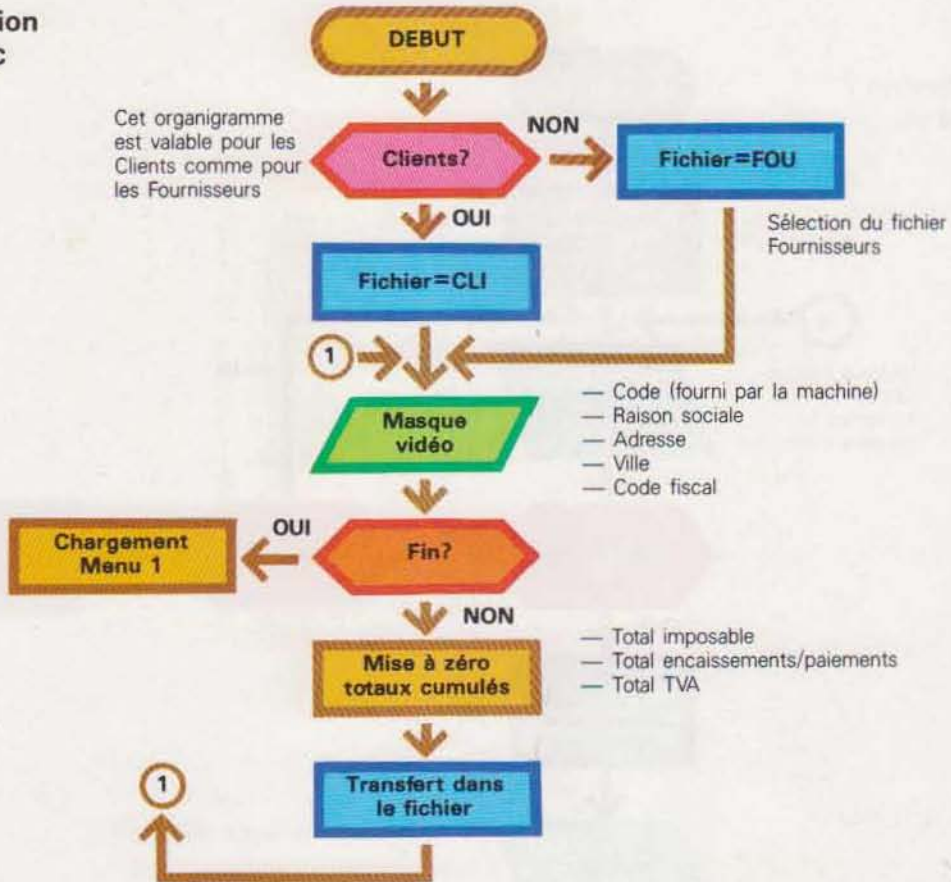 ion
c
DEBUT
Cet organigramme
est valable pour les
Clients comme pour
les Fournisseurs
Clients?
NON
Fichier=FOU
OUI
Sélection du fichier
Fournisseurs
Fichier=CLI
1
Masque
vidéo
— Code (fourni par la machine)
— Raison sociale
— Adresse
— Ville
— Code fiscal
Chargement
Menu 1
OUI
Fin?
NON
Mise à zéro
totaux cumulés
— Total imposable
— Total encaissements/paiements
— Total TVA
1
Transfert dans
le fichier